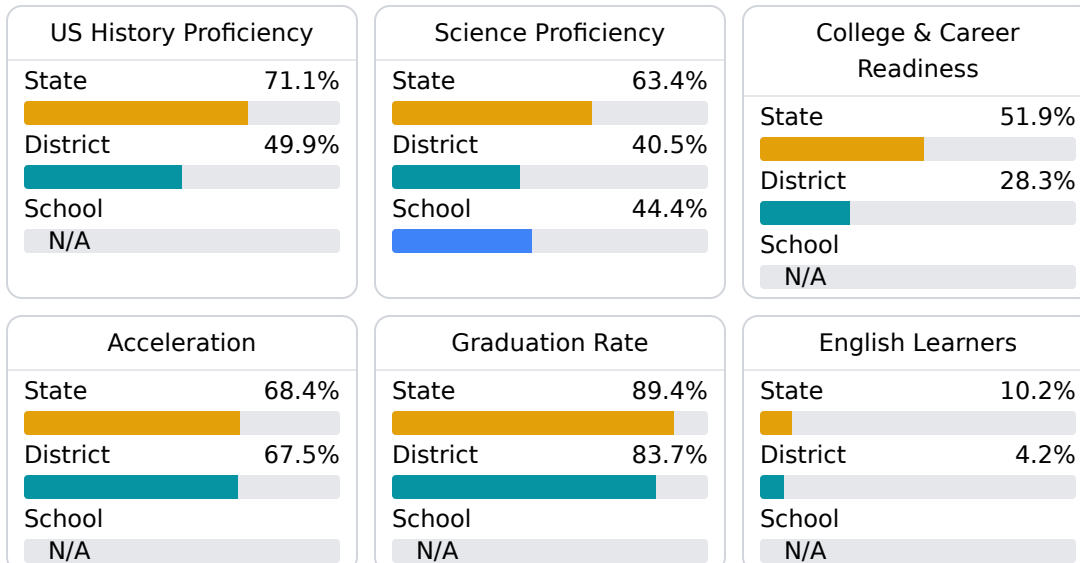 US History Proficiency
State 71.1%
District 49.9%
School
N/A
Science Proficiency
State 63.4%
District 40.5%
School 44.4%
College & Career
Readiness
State 51.9%
District 28.3%
School
N/A
Acceleration
State 68.4%
District 67.5%
School
N/A
Graduation Rate
State 89.4%
District 83.7%
School
N/A
English Learners
State 10.2%
District 4.2%
School
N/A